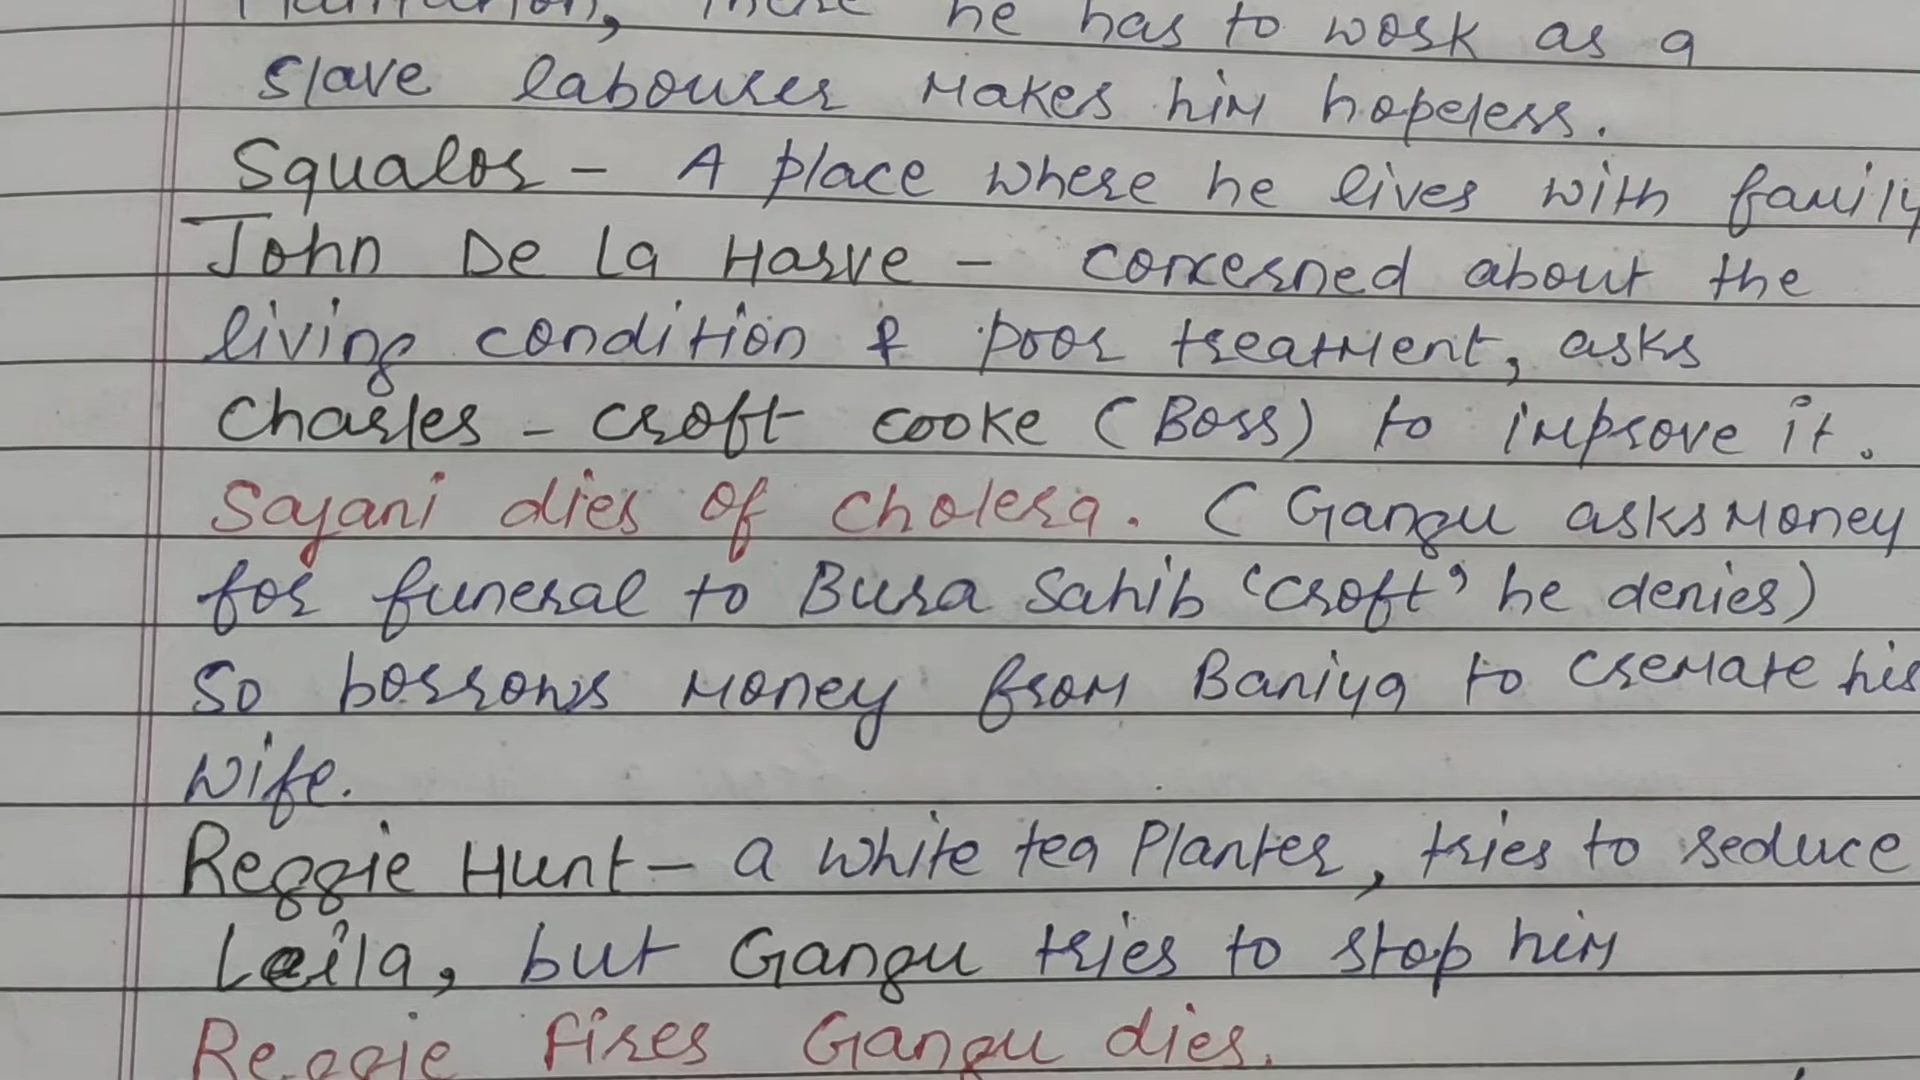 Plantation, there he has to work as a
slave labourer makes him hopeless.
Squalor - A place where he lives with family
John De La Harve - concerned about the
living condition & poor treatment, asks
Charles - Croft cooke (Boss) to improve it.
Sajani dies of cholera. (Gangu asks money
for funeral to Bura Sahib 'Croft' he denies)
So borrows money from Baniya to cremate his
wife.
Reggie Hunt - a white tea Planter, tries to seduce
Leila, but Gangu tries to stop him
Reggie fires Gangu dies.